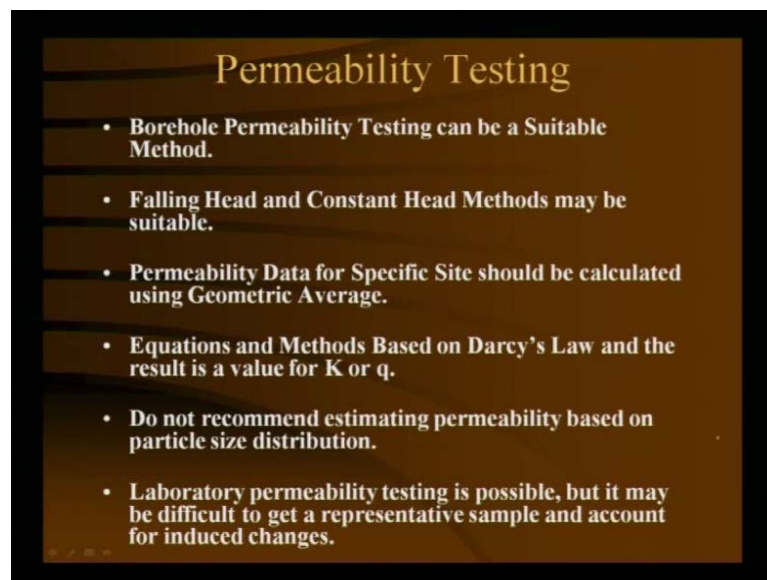 Permeability Testing
• Borehole Permeability Testing can be a Suitable
Method.
• Falling Head and Constant Head Methods may be
suitable.
• Permeability Data for Specific Site should be calculated
using Geometric Average.
• Equations and Methods Based on Darcy's Law and the
result is a value for K or q.
• Do not recommend estimating permeability based on
particle size distribution.
• Laboratory permeability testing is possible, but it may
be difficult to get a representative sample and account
for induced changes.